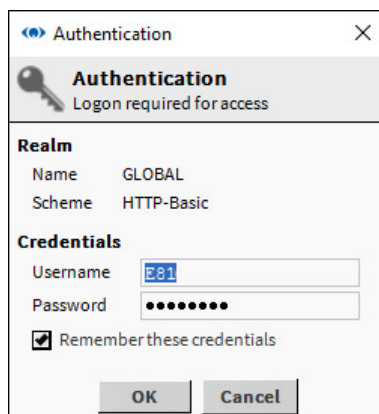 Authentication
Authentication
Logon required for access
Realm
Name GLOBAL
Scheme HTTP-Basic
Credentials
Username E81
Password ••••••••
Remember these credentials
OK Cancel